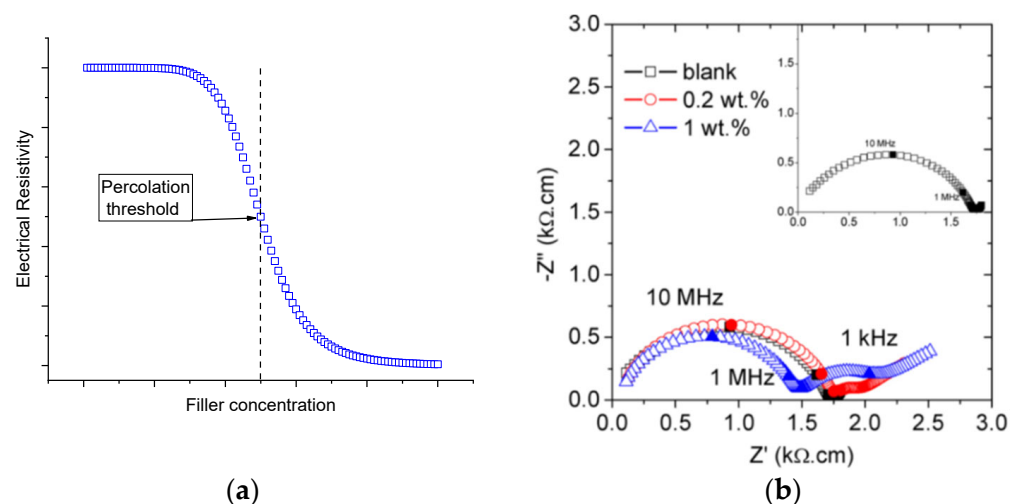 Electrical Resistivity
Percolation
threshold
Filler concentration
(a)
3.0
2.5
2.0
1.5
1.0
0.5
0.0
-Z" (kΩ.cm)
blank
0.2 wt.%
1 wt.%
10 MHz
1 MHz
1 kHz
0.0 0.5 1.0 1.5 2.0 2.5 3.0
Z' (kΩ.cm)
1.5
1.0
0.5
0.0
10 MHz
1 MHz
0.0 0.5 1.0 1.5
(b)